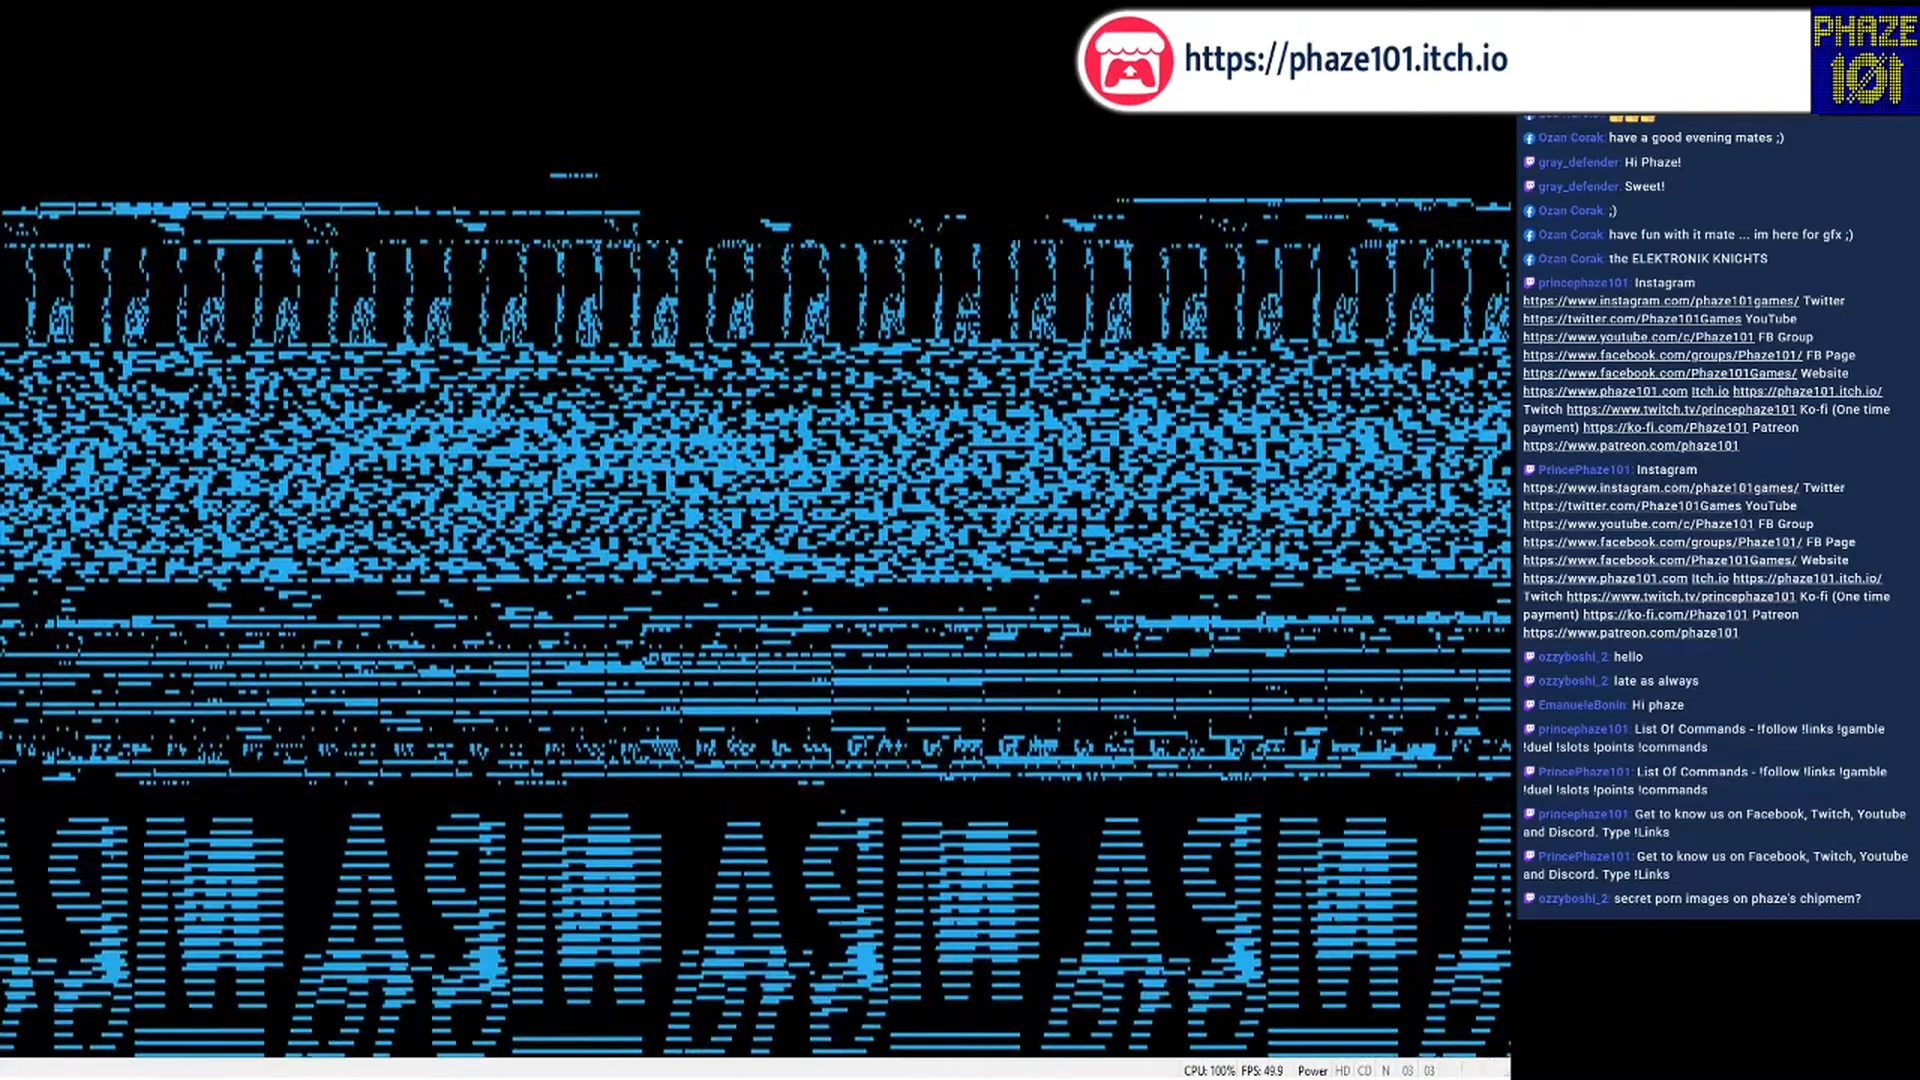 https://phaze101.itch.io
PHAZE
101
Ozan Corak: have a good evening mates ;)
gray_defender: Hi Phaze!
gray_defender: Sweet!
Ozan Corak: ;)
Ozan Corak: have fun with it mate ... im here for gfx ;)
Ozan Corak: the ELEKTRONIK KNIGHTS
princephaze101: Instagram
https://www.instagram.com/phaze101games/ Twitter
https://twitter.com/Phaze101Games YouTube
https://www.youtube.com/c/Phaze101 FB Group
https://www.facebook.com/groups/Phaze101/ FB Page
https://www.facebook.com/Phaze101Games/ Website
https://www.phaze101.com Itch.io https://phaze101.itch.io/
Twitch https://www.twitch.tv/princephaze101 Ko-fi (One time
payment) https://ko-fi.com/Phaze101 Patreon
https://www.patreon.com/phaze101
PrincePhaze101: Instagram
https://www.instagram.com/phaze101games/ Twitter
https://twitter.com/Phaze101Games YouTube
https://www.youtube.com/c/Phaze101 FB Group
https://www.facebook.com/groups/Phaze101/ FB Page
https://www.facebook.com/Phaze101Games/ Website
https://www.phaze101.com Itch.io https://phaze101.itch.io/
Twitch https://www.twitch.tv/princephaze101 Ko-fi (One time
payment) https://ko-fi.com/Phaze101 Patreon
https://www.patreon.com/phaze101
ozzyboshi_2: hello
ozzyboshi_2: late as always
EmanueleBonin: Hi phaze
princephaze101: List Of Commands - !follow !links !gamble
!duel !slots !points !commands
PrincePhaze101: List Of Commands - !follow !links !gamble
!duel !slots !points !commands
princephaze101: Get to know us on Facebook, Twitch, Youtube
and Discord. Type !Links
PrincePhaze101: Get to know us on Facebook, Twitch, Youtube
and Discord. Type !Links
ozzyboshi_2: secret porn images on phaze's chipmem?
CPU: 100% FPS: 49.9 Power HD CD N 03 03